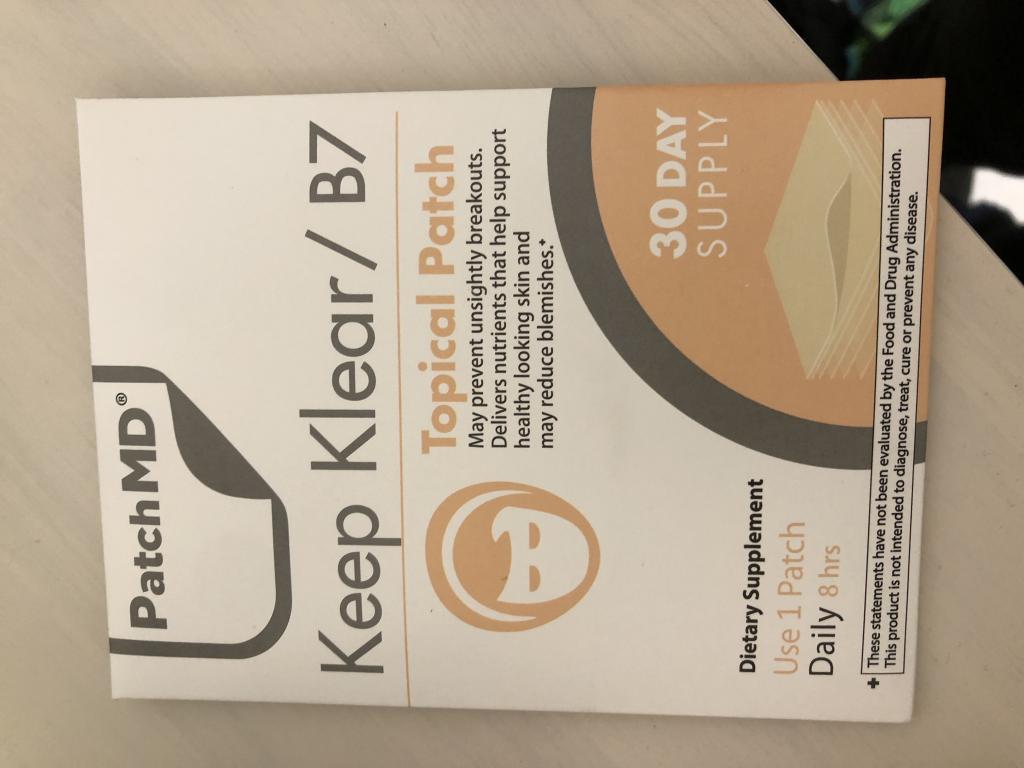 PatchMD®
Keep Klear / B7
Topical Patch
May prevent unsightly breakouts.
Delivers nutrients that help support
healthy looking skin and
may reduce blemishes.+
30 DAY
SUPPLY
Dietary Supplement
Use 1 Patch
Daily 8 hrs
+ These statements have not been evaluated by the Food and Drug Administration.
This product is not intended to diagnose, treat, cure or prevent any disease.